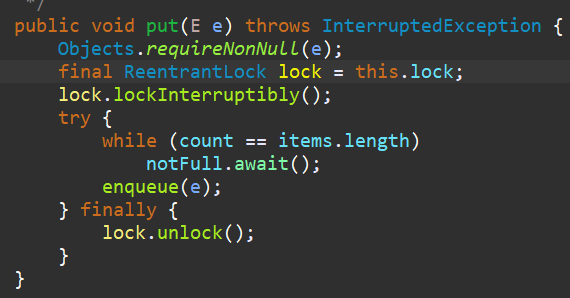 */
public void put(E e) throws InterruptedException {
    Objects.requireNonNull(e);
    final ReentrantLock lock = this.lock;
    lock.lockInterruptibly();
    try {
        while (count == items.length)
            notFull.await();
        enqueue(e);
    } finally {
        lock.unlock();
    }
}